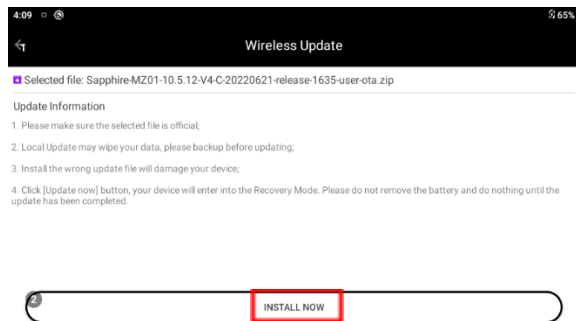 4:09 65%
Wireless Update
Selected file: Sapphire-MZ01-10.5.12-V4-C-20220621-release-1635-user-ota.zip
Update Information
1. Please make sure the selected file is official;
2. Local Update may wipe your data, please backup before updating;
3. Install the wrong update file will damage your device;
4. Click [Update now] button, your device will enter into the Recovery Mode. Please do not remove the battery and do nothing until the
update has been completed.
2
INSTALL NOW